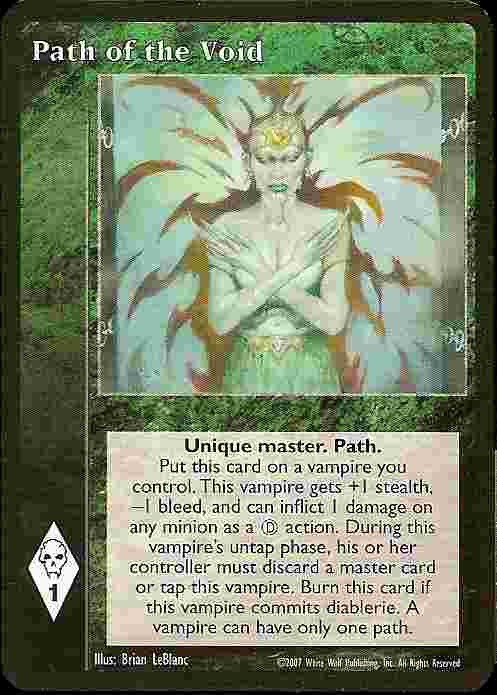 Path of the Void
Unique master. Path.
Put this card on a vampire you
control. This vampire gets +1 stealth,
–1 bleed, and can inflict 1 damage on
any minion as a Ⓓ action. During this
vampire's untap phase, his or her
controller must discard a master card
or tap this vampire. Burn this card if
this vampire commits diablerie. A
vampire can have only one path.
1
Illus: Brian LeBlanc
©2007 White Wolf Publishing, Inc. All Rights Reserved